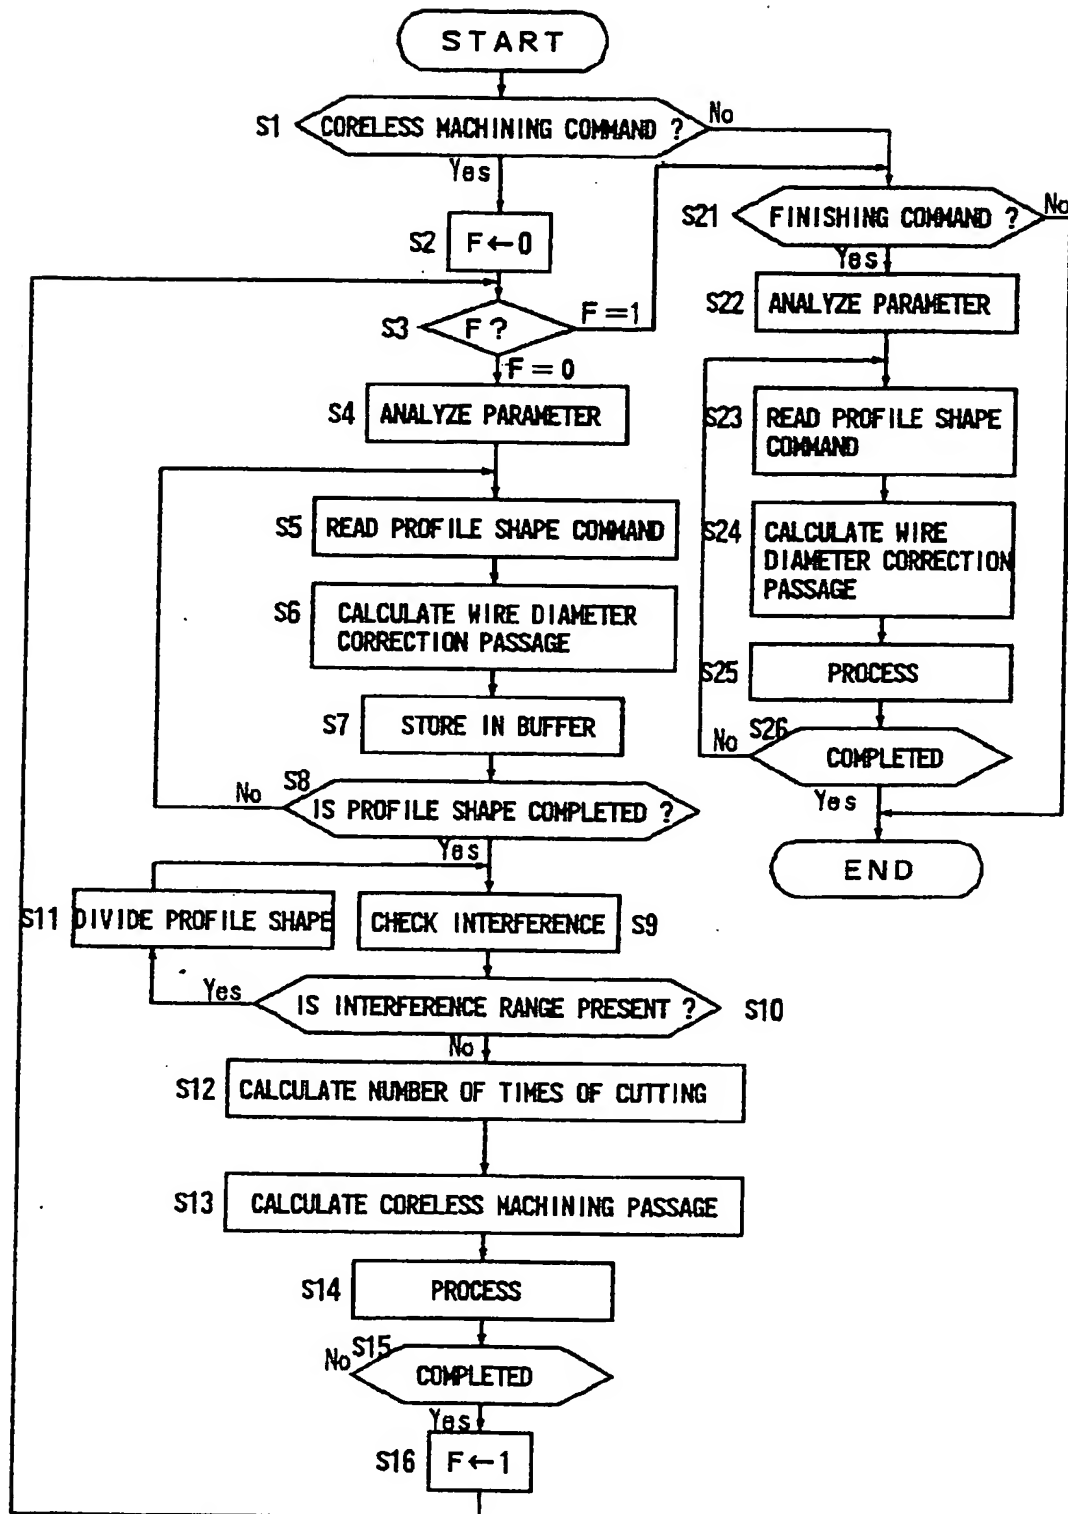 START
S1 CORELESS MACHINING COMMAND ?
No
Yes
S2 F←0
S3 F ?
F=1
F=0
S4 ANALYZE PARAMETER
S5 READ PROFILE SHAPE COMMAND
S6 CALCULATE WIRE DIAMETER
CORRECTION PASSAGE
S7 STORE IN BUFFER
S8
No
IS PROFILE SHAPE COMPLETED ?
Yes
S11 DIVIDE PROFILE SHAPE
CHECK INTERFERENCE S9
Yes
IS INTERFERENCE RANGE PRESENT ? S10
No
S12 CALCULATE NUMBER OF TIMES OF CUTTING
S13 CALCULATE CORELESS MACHINING PASSAGE
S14 PROCESS
S15
No
COMPLETED
Yes
S16 F←1
S21 FINISHING COMMAND ?
No
Yes
S22 ANALYZE PARAMETER
S23 READ PROFILE SHAPE
COMMAND
S24 CALCULATE WIRE
DIAMETER CORRECTION
PASSAGE
S25 PROCESS
S26
No
COMPLETED
Yes
END